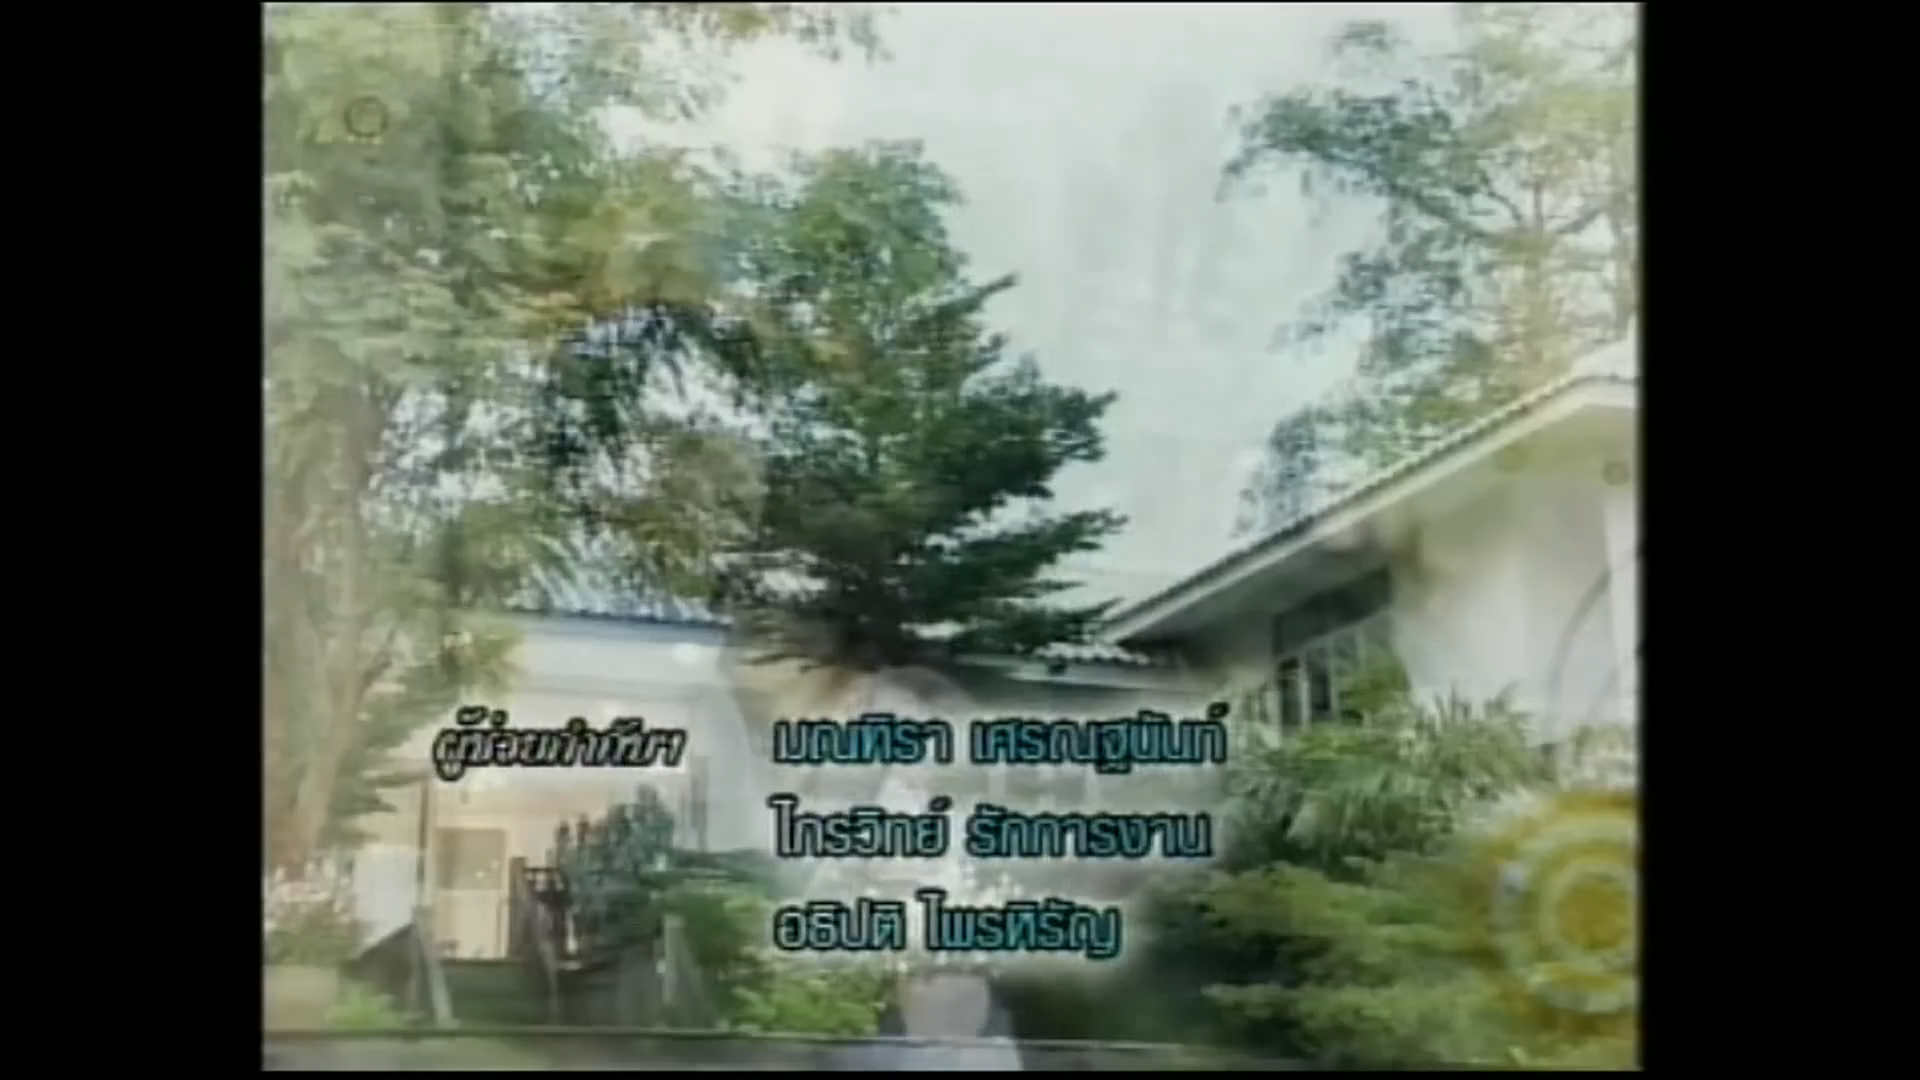 ผู้ช่วยกำกับฯ มณฑิรา เศรณฐนันท์
ไกรวิทย์ รักการงาน
อธิปติ ไพรหิรัญ